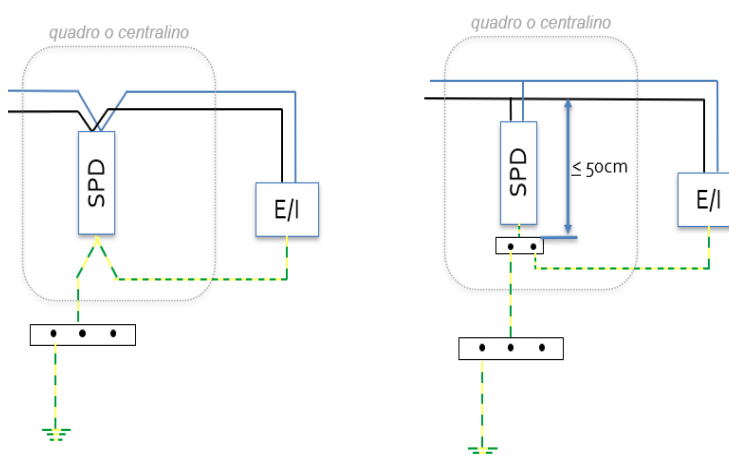 quadro o centralino
SPD
E/I
quadro o centralino
SPD
≤ 50cm
E/I